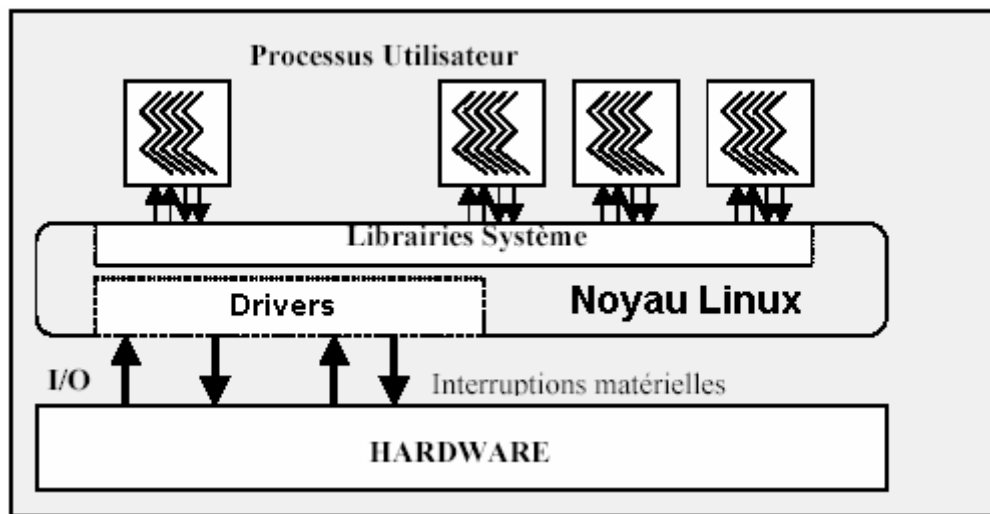 Processus Utilisateur
Librairies Système
Drivers
Noyau Linux
I/O
Interruptions matérielles
HARDWARE